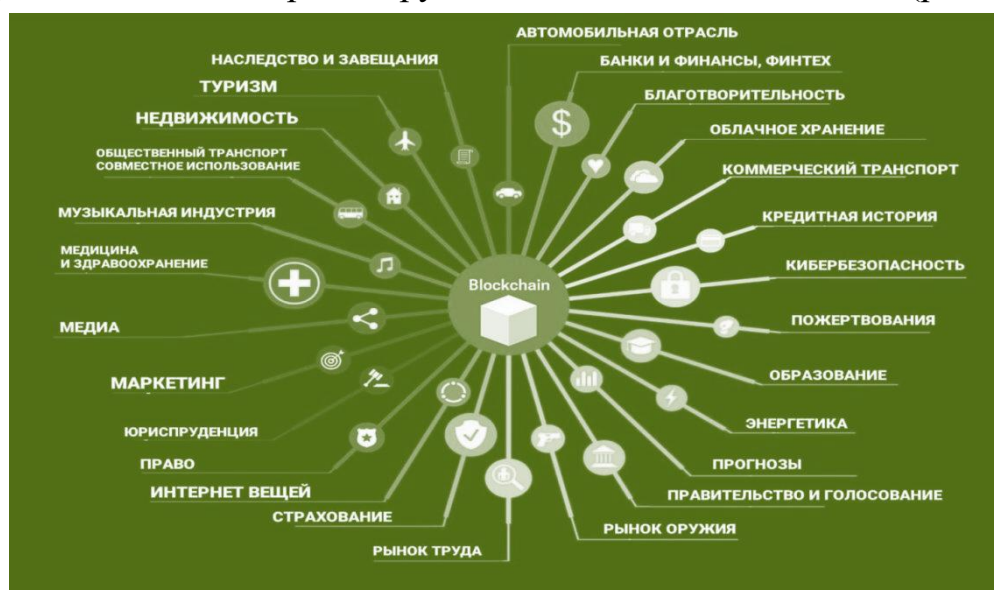 АВТОМОБИЛЬНАЯ ОТРАСЛЬ
БАНКИ И ФИНАНСЫ, ФИНТЕХ
БЛАГОТВОРИТЕЛЬНОСТЬ
ОБЛАЧНОЕ ХРАНЕНИЕ
КОММЕРЧЕСКИЙ ТРАНСПОРТ
КРЕДИТНАЯ ИСТОРИЯ
КИБЕРБЕЗОПАСНОСТЬ
ПОЖЕРТВОВАНИЯ
ОБРАЗОВАНИЕ
ЭНЕРГЕТИКА
ПРОГНОЗЫ
ПРАВИТЕЛЬСТВО И ГОЛОСОВАНИЕ
РЫНОК ОРУЖИЯ
РЫНОК ТРУДА
СТРАХОВАНИЕ
ИНТЕРНЕТ ВЕЩЕЙ
ПРАВО
ЮРИСПРУДЕНЦИЯ
МАРКЕТИНГ
МЕДИА
МЕДИЦИНА
И ЗДРАВООХРАНЕНИЕ
МУЗЫКАЛЬНАЯ ИНДУСТРИЯ
ОБЩЕСТВЕННЫЙ ТРАНСПОРТ
СОВМЕСТНОЕ ИСПОЛЬЗОВАНИЕ
НЕДВИЖИМОСТЬ
ТУРИЗМ
НАСЛЕДСТВО И ЗАВЕЩАНИЯ
Blockchain
$